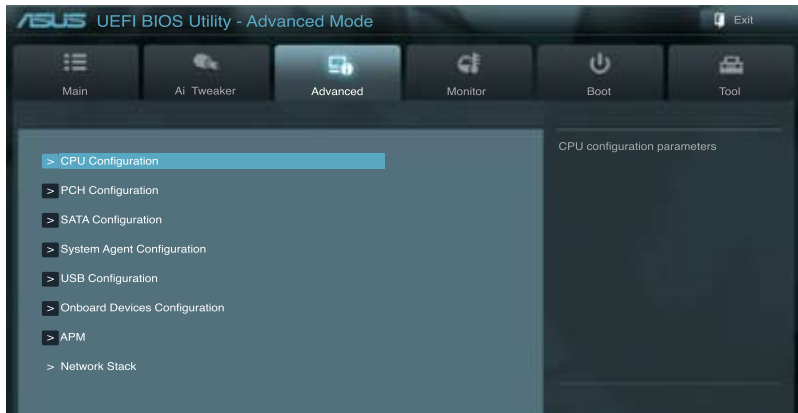 ASUS UEFI BIOS Utility - Advanced Mode
Exit
Main
Ai Tweaker
Advanced
Monitor
Boot
Tool
> CPU Configuration
> PCH Configuration
> SATA Configuration
> System Agent Configuration
> USB Configuration
> Onboard Devices Configuration
> APM
> Network Stack
CPU configuration parameters